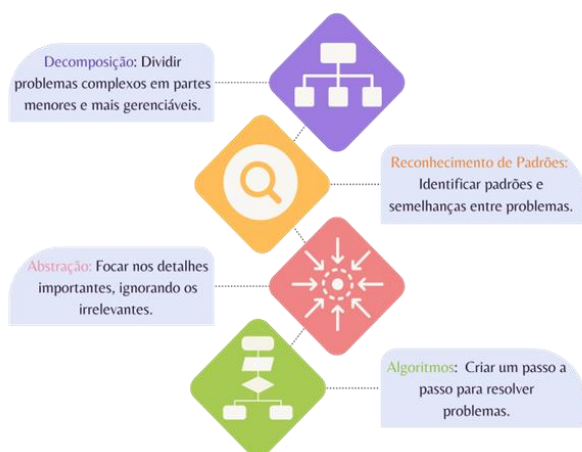 Decomposição: Dividir
problemas complexos em partes
menores e mais gerenciáveis.
Reconhecimento de Padrões:
Identificar padrões e
semelhanças entre problemas.
Abstração: Focar nos detalhes
importantes, ignorando os
irrelevantes.
Algoritmos: Criar um passo a
passo para resolver
problemas.